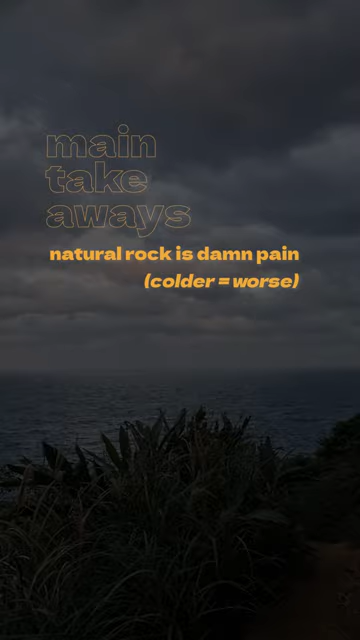 main
take
aways
natural rock is damn pain
(colder = worse)